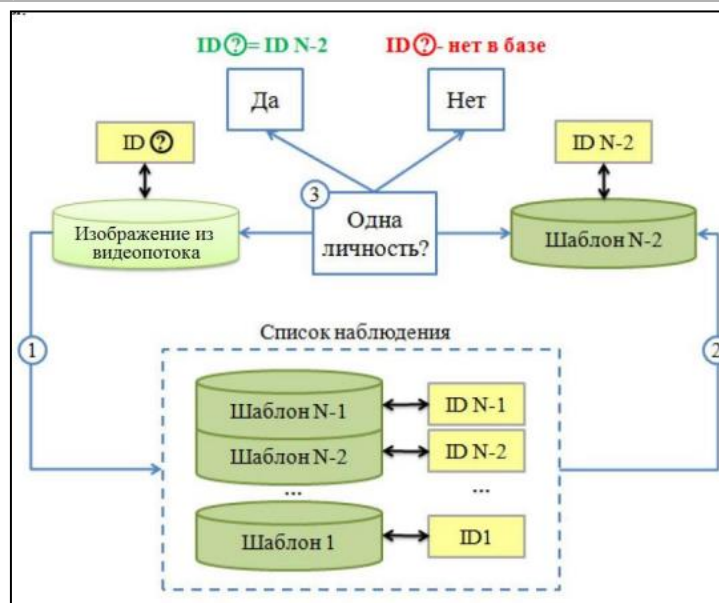 ID ?= ID N-2
ID ?- нет в базе
Да
Нет
ID ?
ID N-2
3
Одна
личность?
Изображение из
видеопотока
Шаблон N-2
1
2
Список наблюдения
Шаблон N-1
ID N-1
Шаблон N-2
ID N-2
...
...
Шаблон 1
ID1